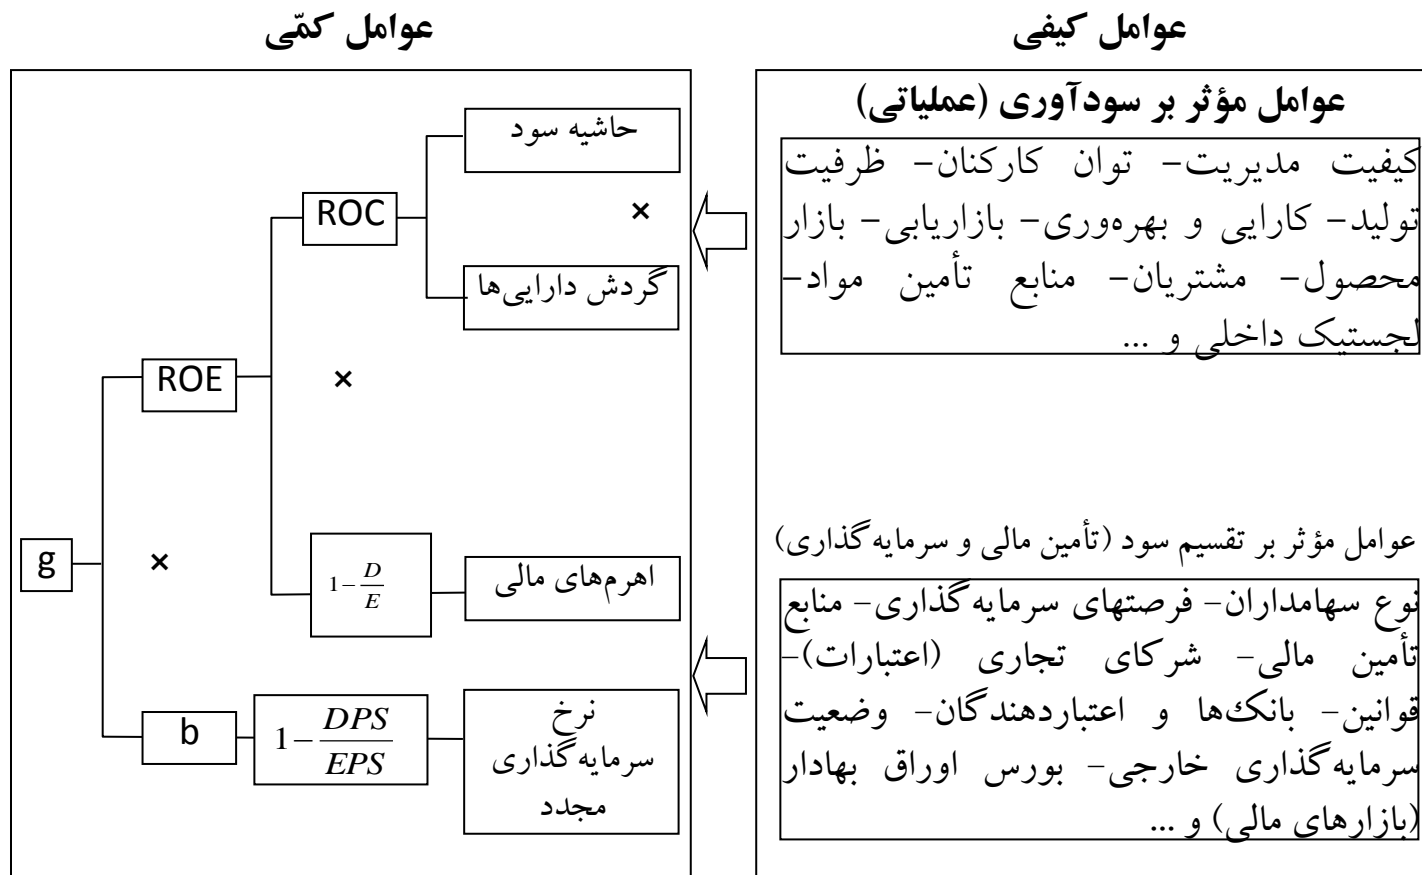 عوامل کیفی
عوامل کمّی
عوامل مؤثر بر سودآوری (عملیاتی)
کیفیت مدیریت– توان کارکنان– ظرفیت
تولید– کارایی و بهره‌وری– بازاریابی– بازار
محصول– مشتریان– منابع تأمین مواد–
لجستیک داخلی و ...
عوامل مؤثر بر تقسیم سود (تأمین مالی و سرمایه‌گذاری)
نوع سهامداران– فرصتهای سرمایه‌گذاری– منابع
تأمین مالی– شرکای تجاری (اعتبارات)–
قوانین– بانک‌ها و اعتباردهندگان– وضعیت
سرمایه‌گذاری خارجی– بورس اوراق بهادار
(بازارهای مالی) و ...
حاشیه سود
ROC
×
گردش دارایی‌ها
ROE
×
g
×
1 – D/E
اهرم‌های مالی
b
1 – DPS/EPS
نرخ
سرمایه‌گذاری
مجدد